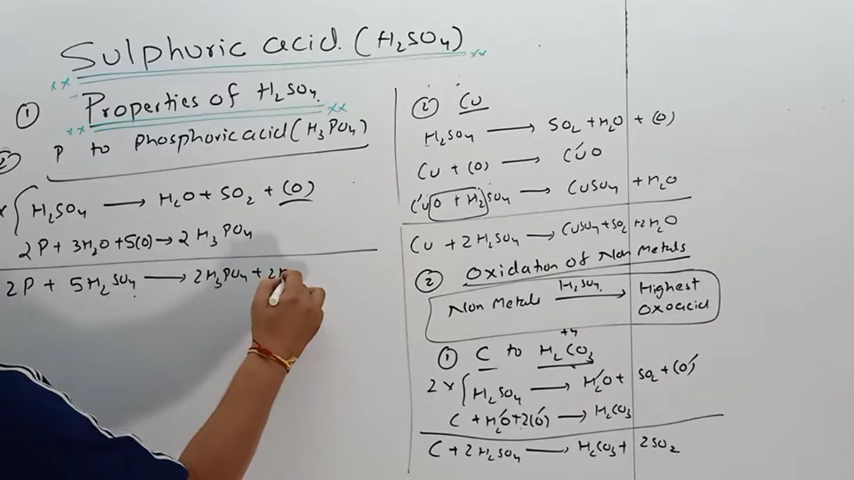 Sulphuric acid. (H₂SO₄)
① Properties of H₂SO₄.
② P to phosphoric acid (H₃PO₄)
H₂SO₄ ⟶ H₂O + SO₂ + (O)
2P + 3H₂O + 5(O) → 2H₃PO₄
2P + 5H₂SO₄ ⟶ 2H₃PO₄ + 2
② Cu
H₂SO₄ ⟶ SO₂ + H₂O + (O)
Cu + (O) ⟶ CuO
CuO + H₂SO₄ ⟶ CuSO₄ + H₂O
Cu + 2H₂SO₄ ⟶ CuSO₄ + SO₂ + 2H₂O
② Oxidation of Non Metals
Non Metals H₂SO₄ ⟶ Highest
Oxoacid
+4
① C to H₂CO₃
2 × { H₂SO₄ ⟶ H₂O + SO₂ + (O)
C + H₂O + 2(O) ⟶ H₂CO₃
C + 2H₂SO₄ ⟶ H₂CO₃ + 2SO₂